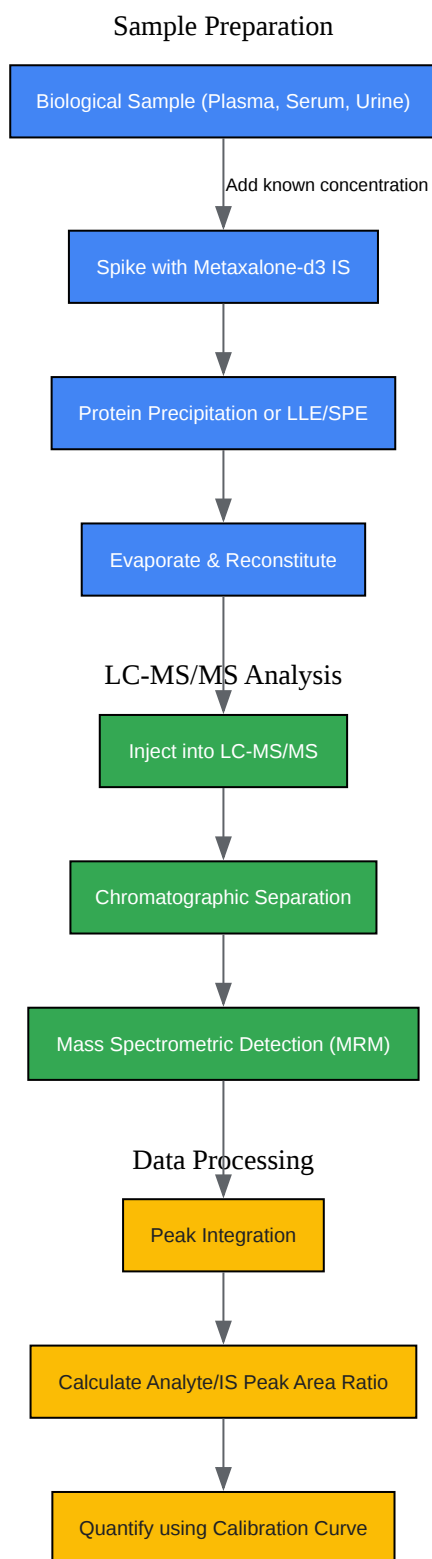 Sample Preparation
Biological Sample (Plasma, Serum, Urine)
Add known concentration
Spike with Metaxalone-d3 IS
Protein Precipitation or LLE/SPE
Evaporate & Reconstitute
LC-MS/MS Analysis
Inject into LC-MS/MS
Chromatographic Separation
Mass Spectrometric Detection (MRM)
Data Processing
Peak Integration
Calculate Analyte/IS Peak Area Ratio
Quantify using Calibration Curve